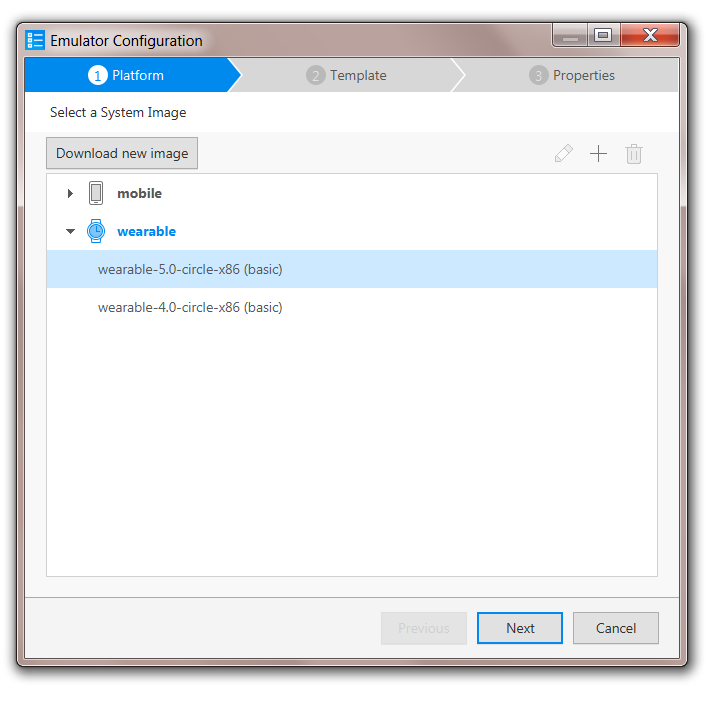 Emulator Configuration
1 Platform
2 Template
3 Properties
Select a System Image
Download new image
mobile
wearable
wearable-5.0-circle-x86 (basic)
wearable-4.0-circle-x86 (basic)
Previous
Next
Cancel